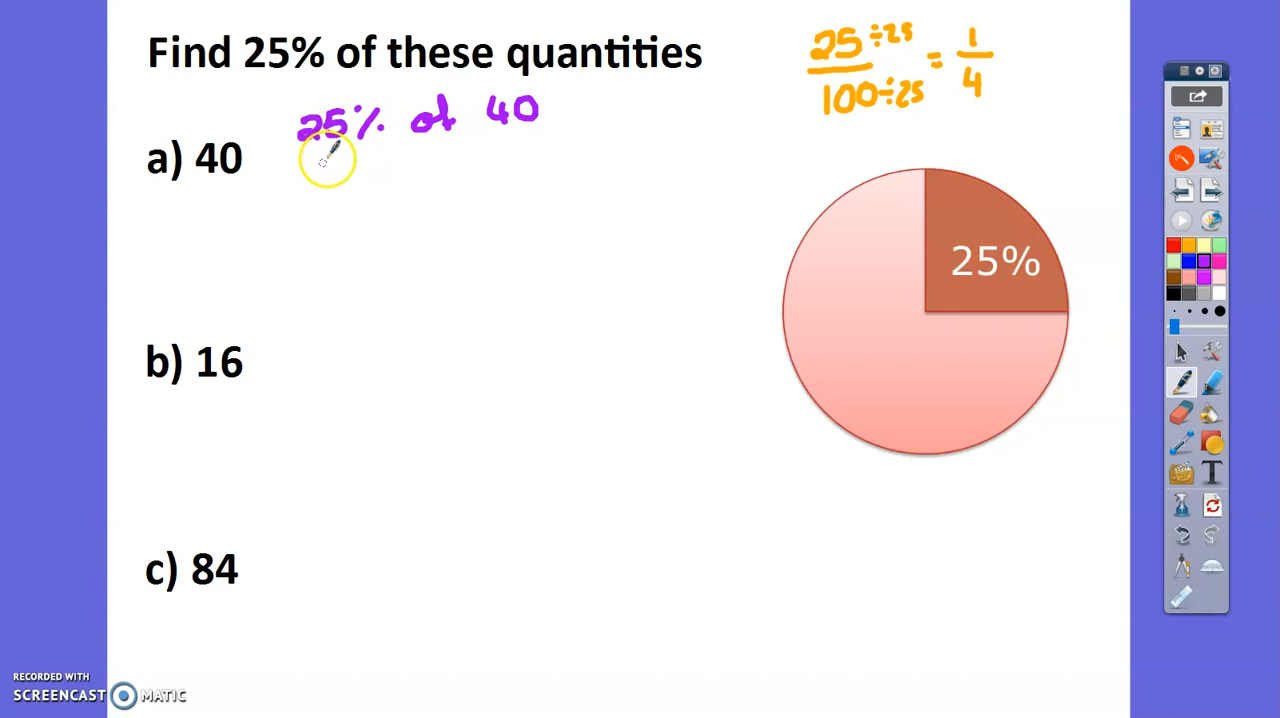 Find 25% of these quantities
25 ÷25 = 1
100 ÷25 4
25% of 40
a) 40
25%
b) 16
c) 84
RECORDED WITH
SCREENCAST MATIC
T